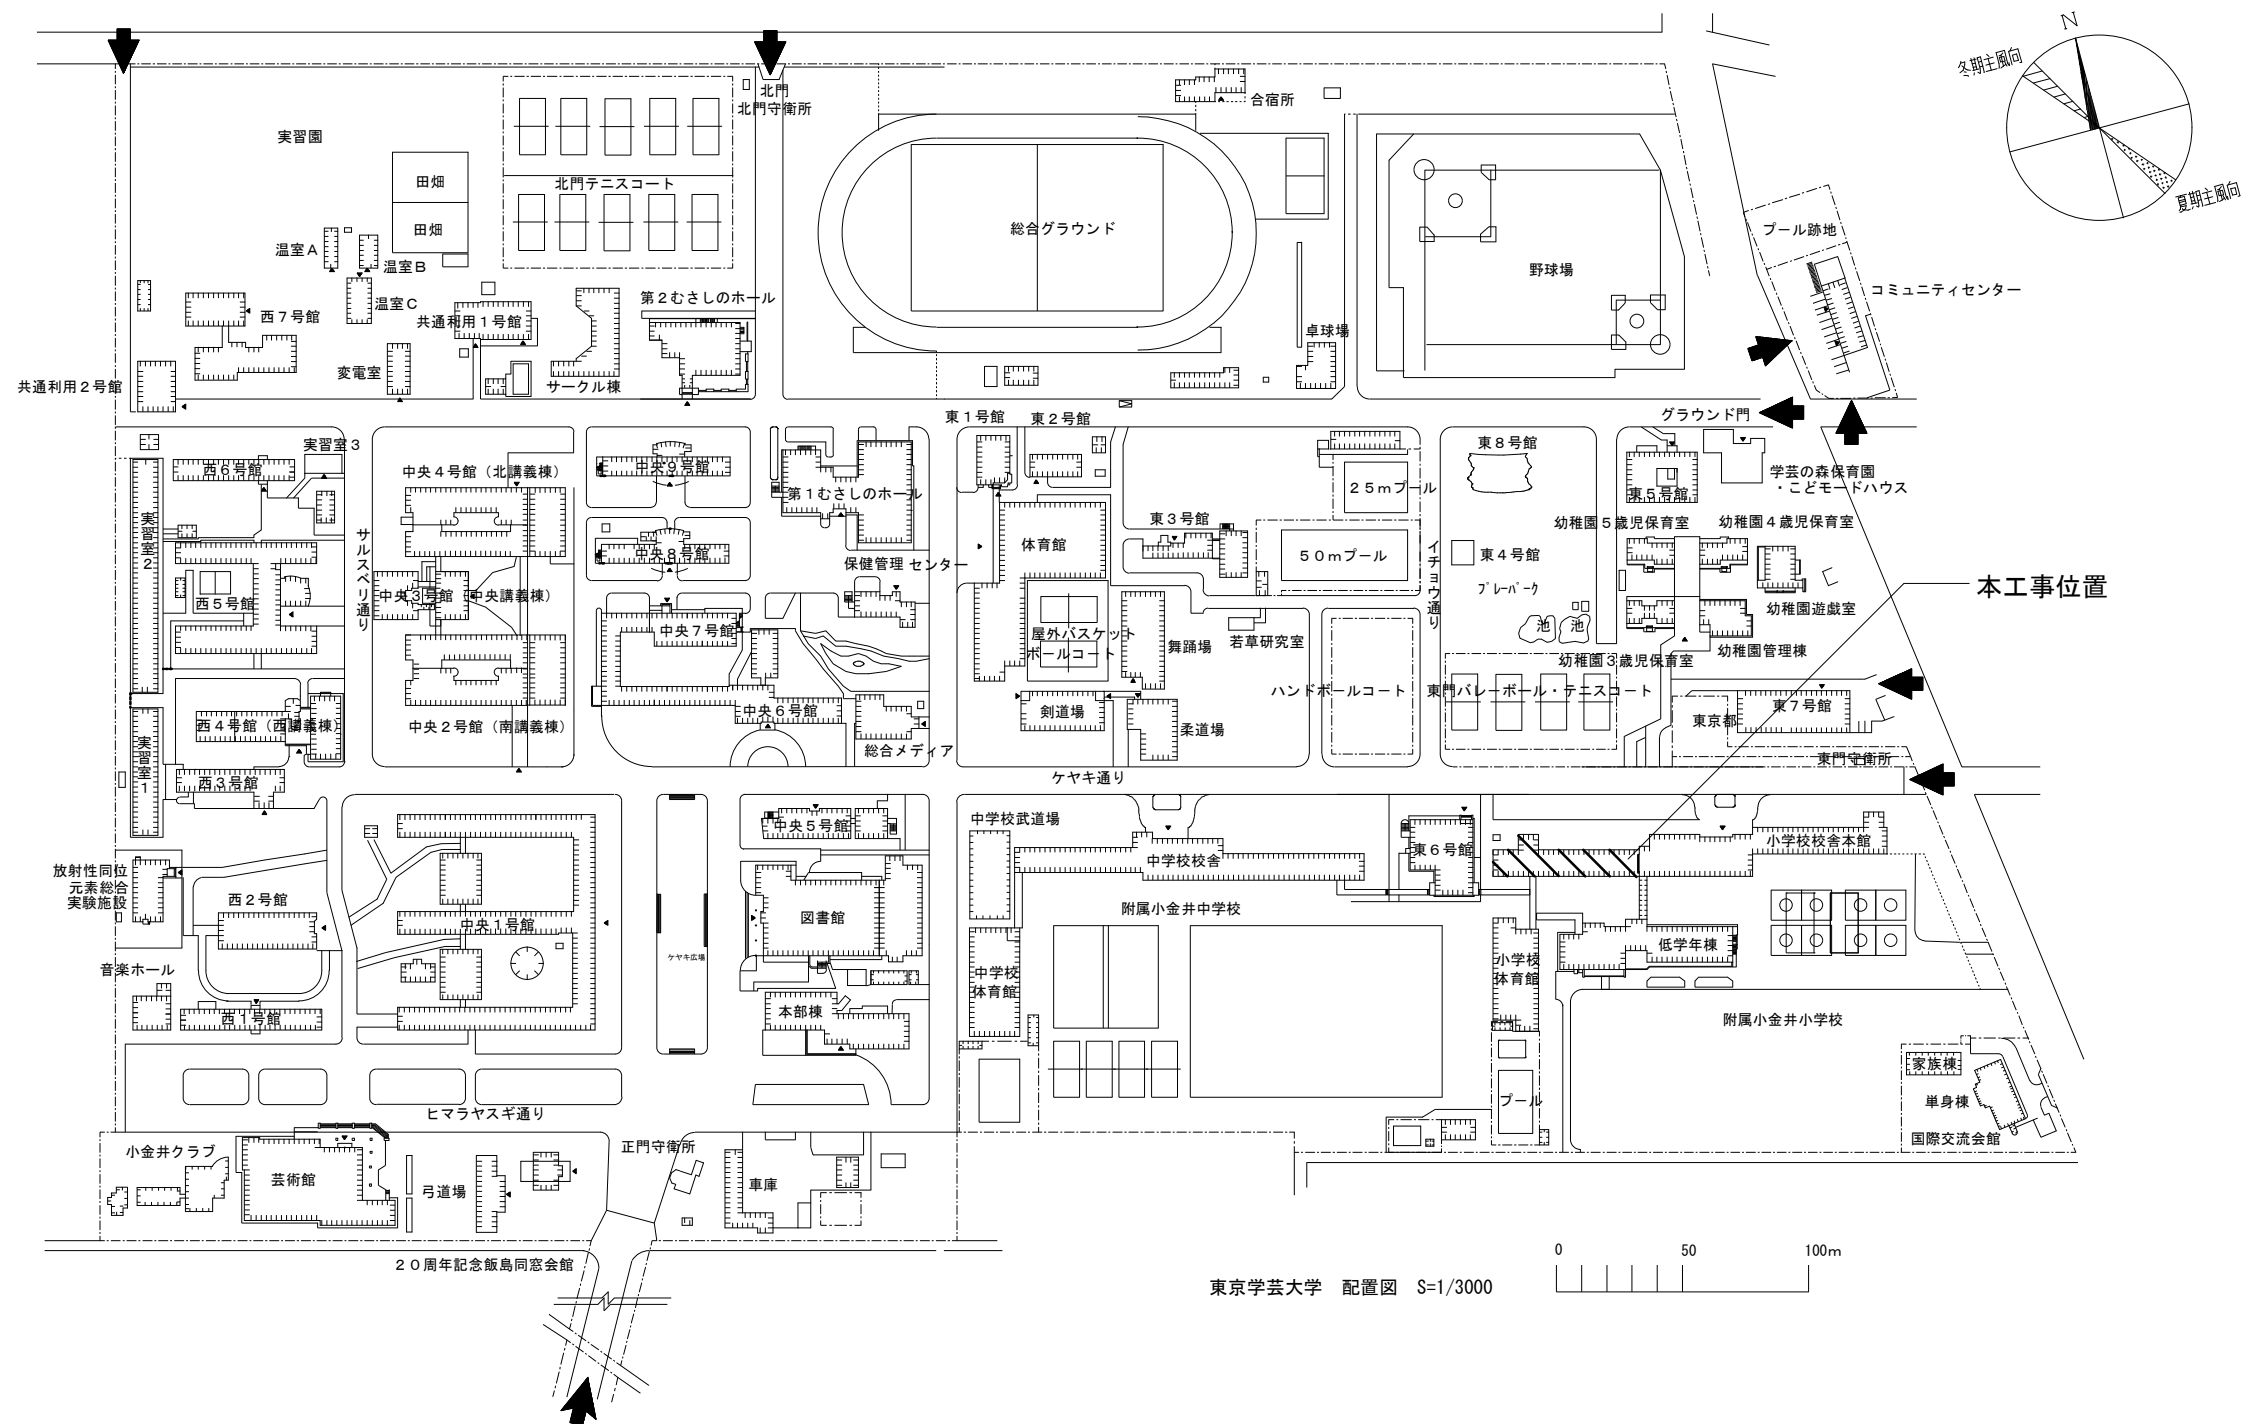 N
冬期主風向
夏期主風向
北門
北門守衛所
合宿所
実習園
田畑
田畑
北門テニスコート
総合グラウンド
野球場
プール跡地
コミュニティセンター
温室A
温室B
温室C
西7号館
共通利用1号館
第2むさしのホール
変電室
サークル棟
卓球場
共通利用2号館
グラウンド門
東1号館
東2号館
東8号館
学芸の森保育園
・こどモードハウス
実習室3
西6号館
中央4号館(北講義棟)
中央9号館
第1むさしのホール
25mプール
東5号館
実習室2
サルスベリ通り
東3号館
幼稚園5歳児保育室
幼稚園4歳児保育室
体育館
50mプール
イチョウ通り
東4号館
中央8号館
保健管理センター
プレーパーク
本工事位置
西5号館
中央3号館(中央講義棟)
幼稚園遊戯室
池
池
中央7号館
屋外バスケット
ボールコート
舞踊場
若草研究室
幼稚園管理棟
幼稚園3歳児保育室
ハンドボールコート
東門バレーボール・テニスコート
西4号館(西講義棟)
中央2号館(南講義棟)
中央6号館
剣道場
柔道場
東京都
東7号館
総合メディア
東門守衛所
実習室1
西3号館
ケヤキ通り
中央5号館
中学校武道場
中学校校舎
東6号館
小学校校舎本館
放射性同位
元素総合
実験施設
西2号館
中央1号館
図書館
附属小金井中学校
低学年棟
ケヤキ広場
音楽ホール
中学校
体育館
小学校
体育館
西1号館
本部棟
附属小金井小学校
家族棟
単身棟
国際交流会館
プール
ヒマラヤスギ通り
小金井クラブ
正門守衛所
芸術館
弓道場
車庫
20周年記念飯島同窓会館
東京学芸大学 配置図 S=1/3000
0 50 100m